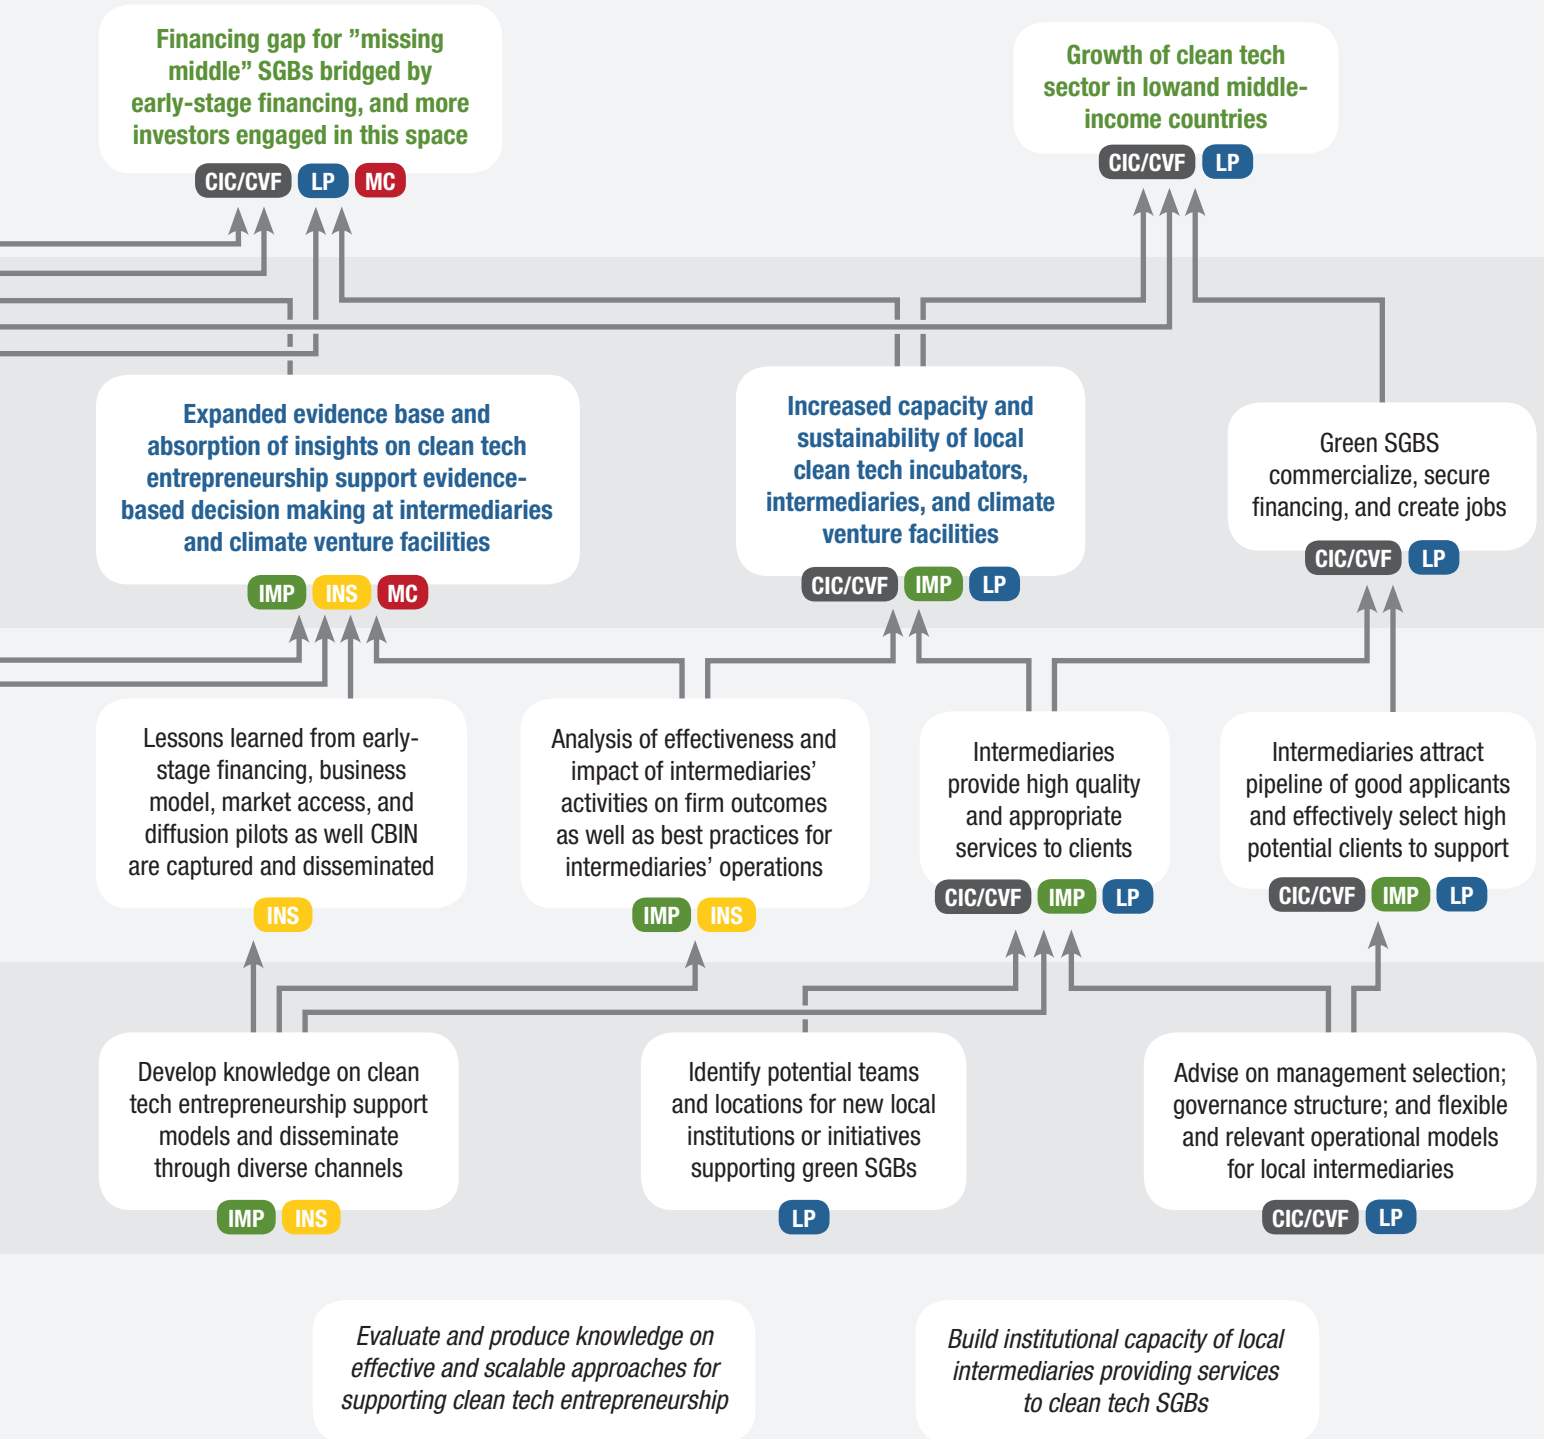 Financing gap for ”missing
middle” SGBs bridged by
early-stage financing, and more
investors engaged in this space
CIC/CVF LP MC
Growth of clean tech
sector in lowand middle-
income countries
CIC/CVF LP
Expanded evidence base and
absorption of insights on clean tech
entrepreneurship support evidence-
based decision making at intermediaries
and climate venture facilities
IMP INS MC
Increased capacity and
sustainability of local
clean tech incubators,
intermediaries, and climate
venture facilities
CIC/CVF IMP LP
Green SGBS
commercialize, secure
financing, and create jobs
CIC/CVF LP
Lessons learned from early-
stage financing, business
model, market access, and
diffusion pilots as well CBIN
are captured and disseminated
INS
Analysis of effectiveness and
impact of intermediaries’
activities on firm outcomes
as well as best practices for
intermediaries’ operations
IMP INS
Intermediaries
provide high quality
and appropriate
services to clients
CIC/CVF IMP LP
Intermediaries attract
pipeline of good applicants
and effectively select high
potential clients to support
CIC/CVF IMP LP
Develop knowledge on clean
tech entrepreneurship support
models and disseminate
through diverse channels
IMP INS
Identify potential teams
and locations for new local
institutions or initiatives
supporting green SGBs
LP
Advise on management selection;
governance structure; and flexible
and relevant operational models
for local intermediaries
CIC/CVF LP
Evaluate and produce knowledge on
effective and scalable approaches for
supporting clean tech entrepreneurship
Build institutional capacity of local
intermediaries providing services
to clean tech SGBs